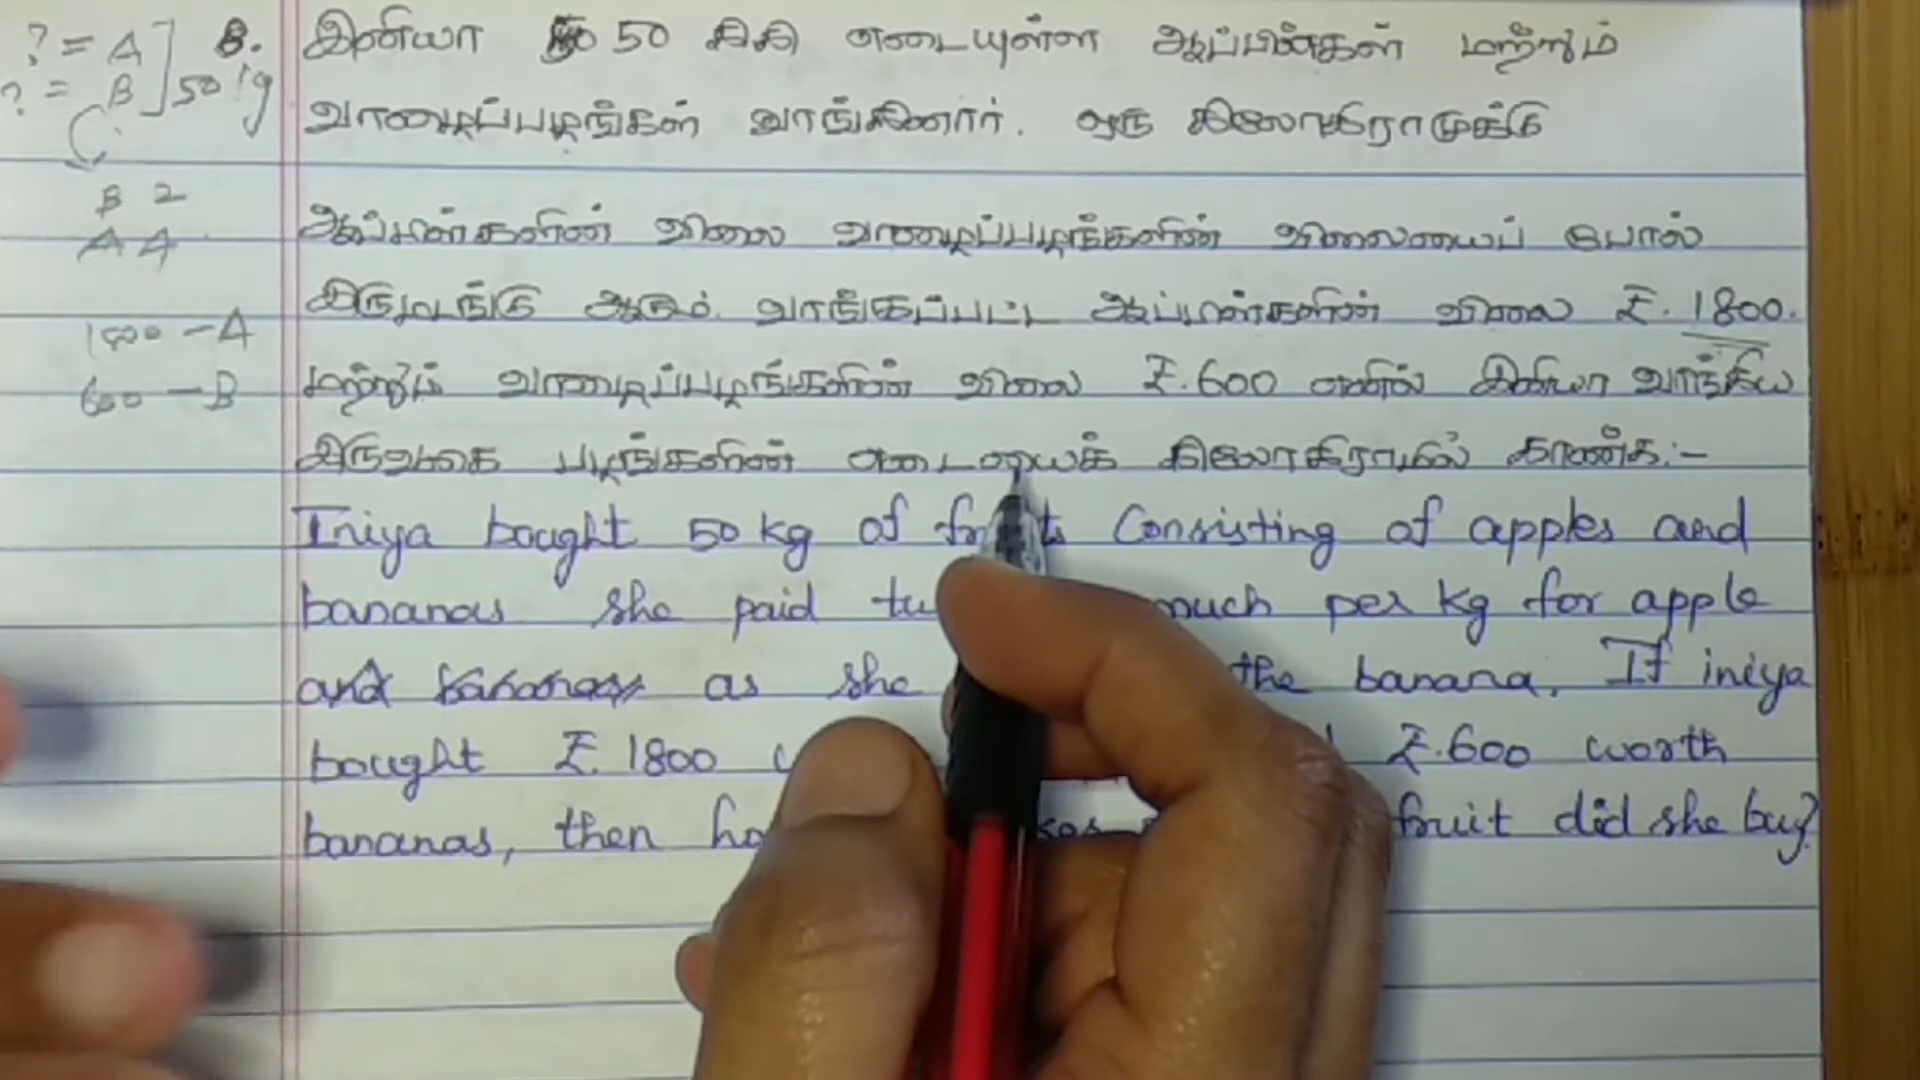 ? = A ] 50 kg
? = B
B 2
A 4
1800 - A
600 - B
8. இனியா 50 கிகி எடையுள்ள ஆப்பிள்கள் மற்றும்
வாழைப்பழங்கள் வாங்கினார். ஒரு கிலோகிராமுக்கு
ஆப்பிள்களின் விலை வாழைப்பழங்களின் விலையைப் போல்
இருமடங்கு ஆகும். வாங்கப்பட்ட ஆப்பிள்களின் விலை ₹. 1800.
மற்றும் வாழைப்பழங்களின் விலை ₹.600 எனில் இனியா வாங்கிய
இருவகை பழங்களின் எடையைக் கிலோகிராமில் காண்க:-
Iniya bought 50 kg of Consisting of apples and
bananas she paid much per kg for apple
and bananas as she the banana. If iniya
bought ₹. 1800 ₹.600 worth
bananas, then fruit did she buy?